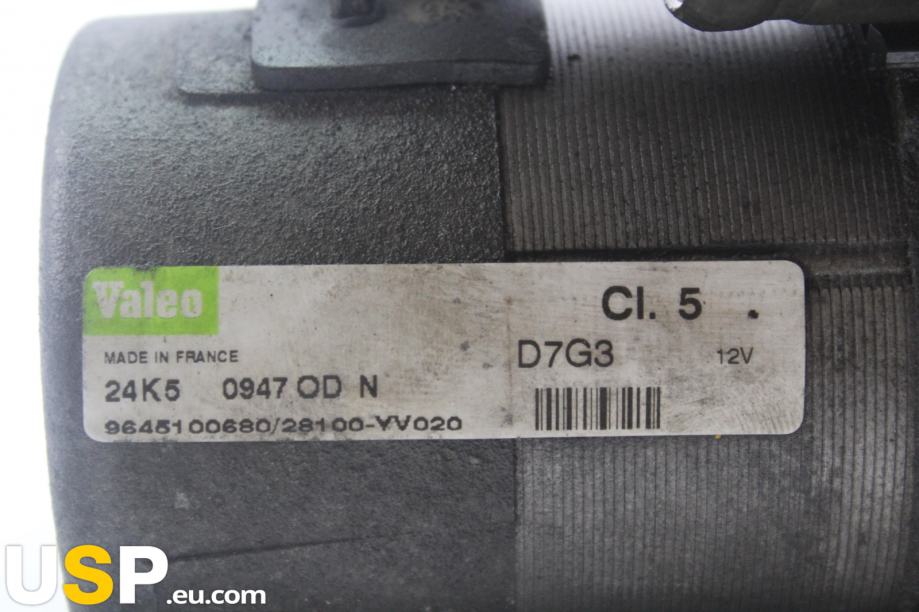 Valeo
Cl. 5 .
MADE IN FRANCE
D7G3 12V
24K5 0947 OD N
9645100680/28100-YV020
USP.eu.com